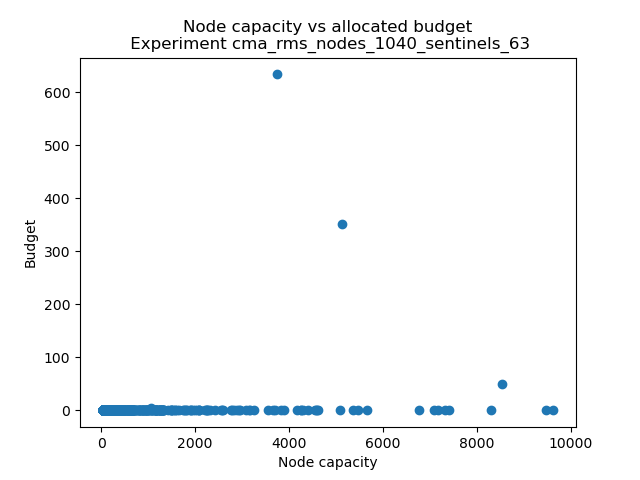 Node capacity vs allocated budget
Experiment cma_rms_nodes_1040_sentinels_63
600
500
400
300
200
100
0
Budget
0 2000 4000 6000 8000 10000
Node capacity